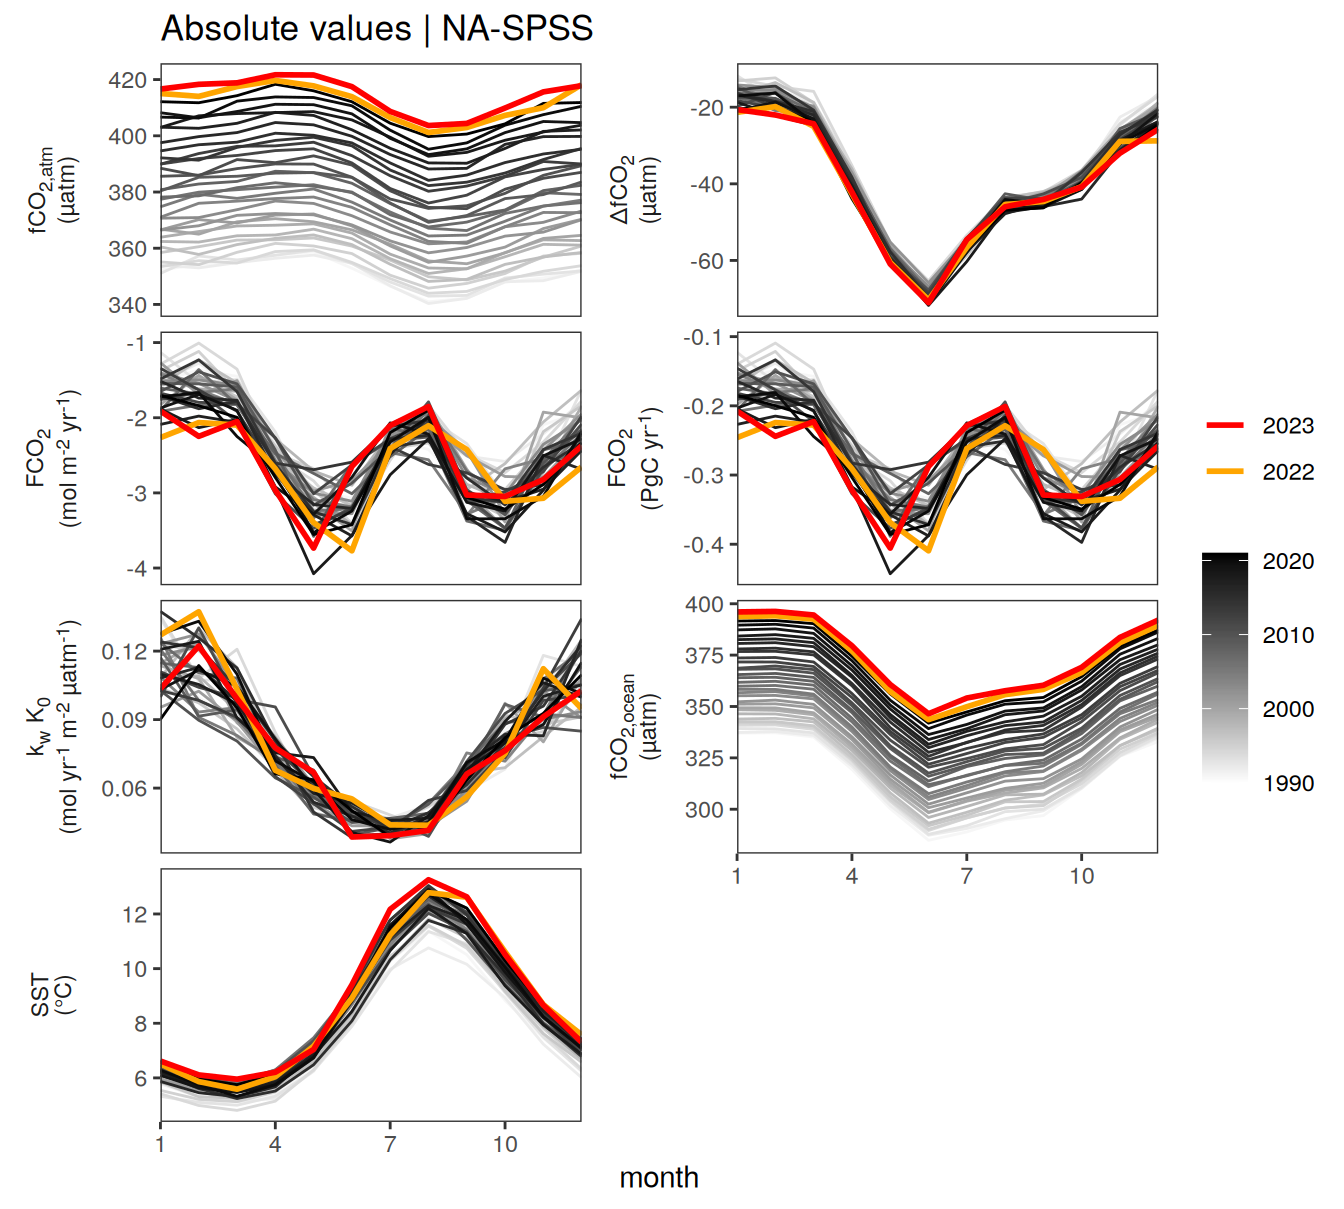 Absolute values | NA-SPSS
fCO2,atm
(µatm)
420
400
380
360
340
ΔfCO2
(µatm)
-20
-40
-60
FCO2
(mol m-2 yr-1)
-1
-2
-3
-4
FCO2
(PgC yr-1)
-0.1
-0.2
-0.3
-0.4
kw K0
(mol yr-1 m-2 µatm-1)
0.12
0.09
0.06
fCO2,ocean
(µatm)
400
375
350
325
300
1 4 7 10
SST
(°C)
12
10
8
6
1 4 7 10
month
2023
2022
2020
2010
2000
1990